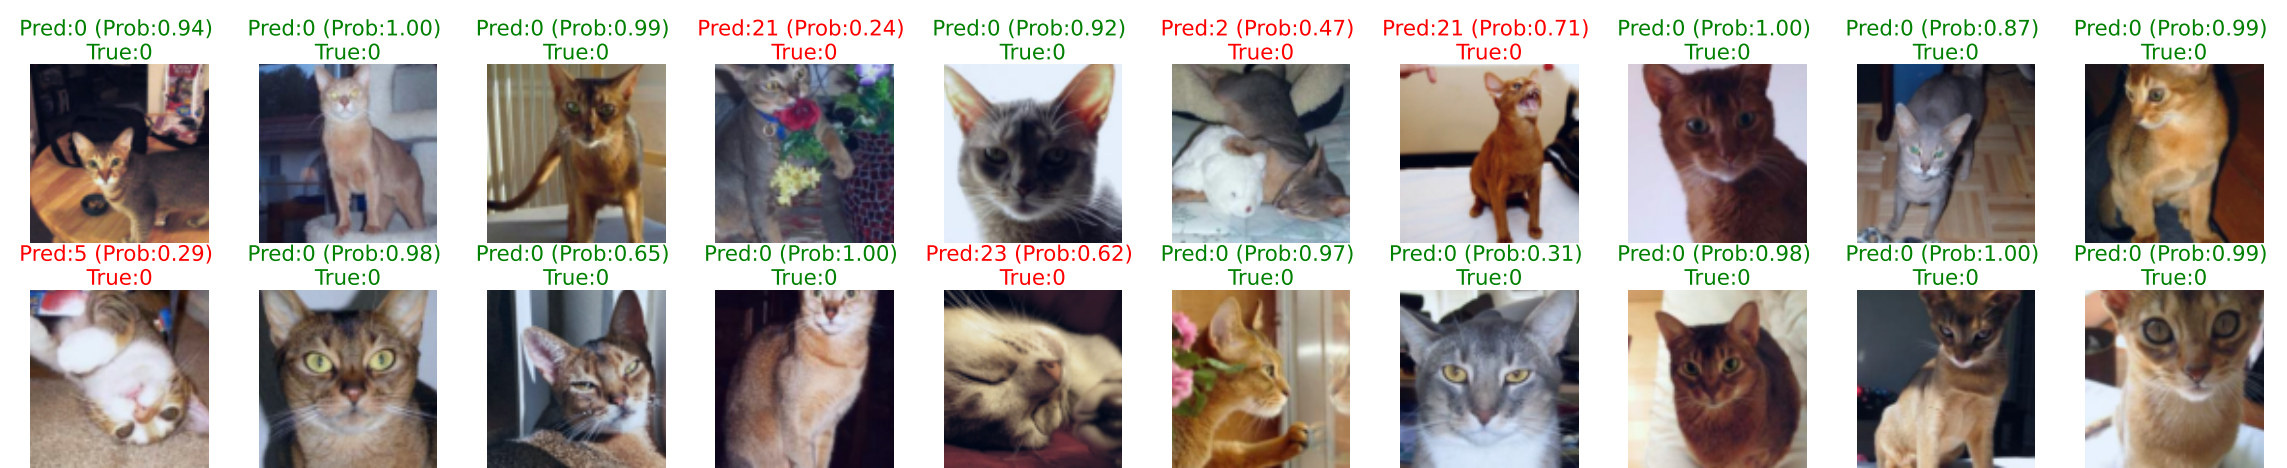 Pred:0 (Prob:0.94) Pred:0 (Prob:1.00) Pred:0 (Prob:0.99) Pred:21 (Prob:0.24) Pred:0 (Prob:0.92) Pred:2 (Prob:0.47) Pred:21 (Prob:0.71) Pred:0 (Prob:1.00) Pred:0 (Prob:0.87) Pred:0 (Prob:0.99)
True:0 True:0 True:0 True:0 True:0 True:0 True:0 True:0 True:0 True:0
Pred:5 (Prob:0.29) Pred:0 (Prob:0.98) Pred:0 (Prob:0.65) Pred:0 (Prob:1.00) Pred:23 (Prob:0.62) Pred:0 (Prob:0.97) Pred:0 (Prob:0.31) Pred:0 (Prob:0.98) Pred:0 (Prob:1.00) Pred:0 (Prob:0.99)
True:0 True:0 True:0 True:0 True:0 True:0 True:0 True:0 True:0 True:0